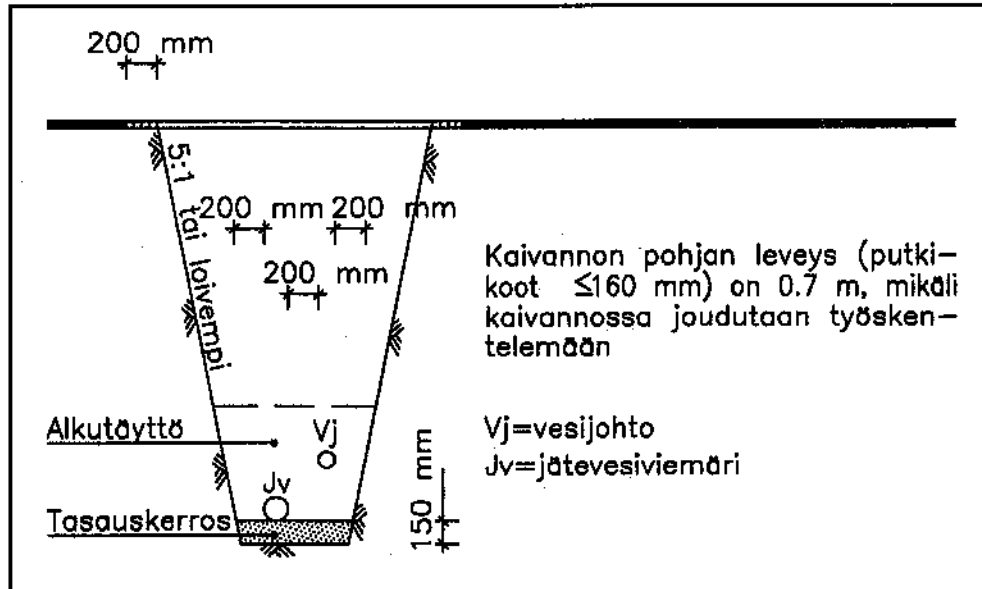 200 mm
5:1 tai loivempi
200 mm 200 mm
200 mm
Kaivannon pohjan leveys (putki–
koot ≤160 mm) on 0.7 m, mikäli
kaivannossa joudutaan työsken–
telemään
Alkutäyttö
Vj
Vj=vesijohto
Jv=jätevesiviemäri
Jv
Tasauskerros
150 mm